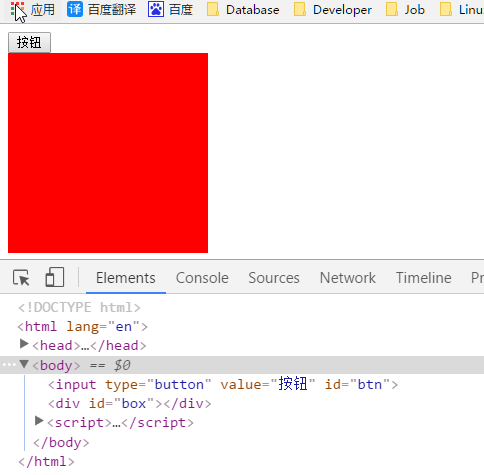 应用 译 百度翻译 百度 Database Developer Job Linu
按钮
Elements Console Sources Network Timeline Pr
<!DOCTYPE html>
<html lang="en">
<head>…</head>
<body> == $0
<input type="button" value="按钮" id="btn">
<div id="box"></div>
<script>…</script>
</body>
</html>